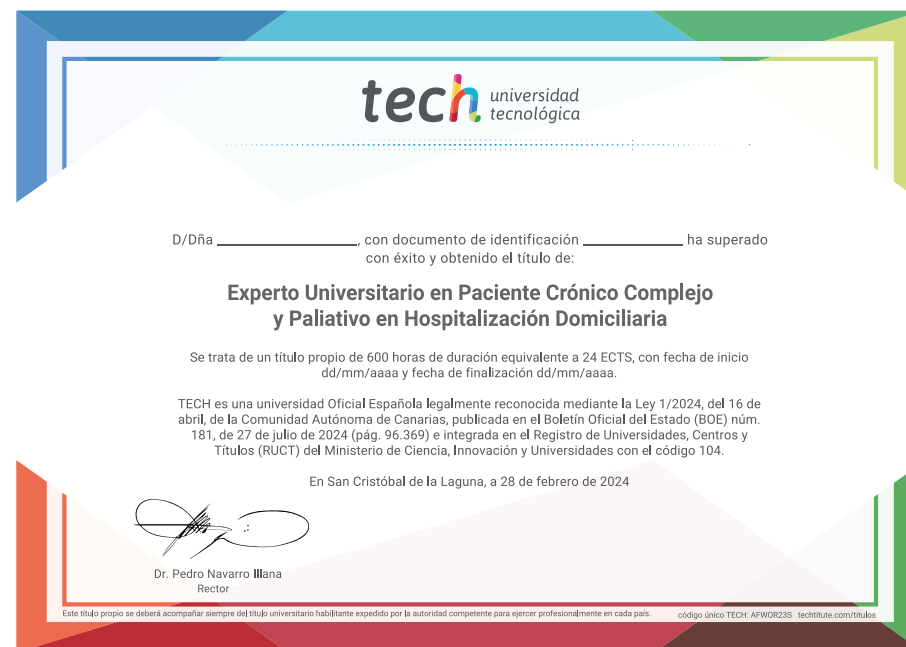 tech universidad
tecnológica
D/Dña ______________, con documento de identificación __________ ha superado
con éxito y obtenido el título de:
Experto Universitario en Paciente Crónico Complejo
y Paliativo en Hospitalización Domiciliaria
Se trata de un título propio de 600 horas de duración equivalente a 24 ECTS, con fecha de inicio
dd/mm/aaaa y fecha de finalización dd/mm/aaaa.
TECH es una universidad Oficial Española legalmente reconocida mediante la Ley 1/2024, del 16 de
abril, de la Comunidad Autónoma de Canarias, publicada en el Boletín Oficial del Estado (BOE) núm.
181, de 27 de julio de 2024 (pág. 96.369) e integrada en el Registro de Universidades, Centros y
Títulos (RUCT) del Ministerio de Ciencia, Innovación y Universidades con el código 104.
En San Cristóbal de la Laguna, a 28 de febrero de 2024
Dr. Pedro Navarro Illana
Rector
Este título propio se deberá acompañar siempre del título universitario habilitante expedido por la autoridad competente para ejercer profesionalmente en cada país.
código único TECH: AFWOR23S techtitute.com/titulos